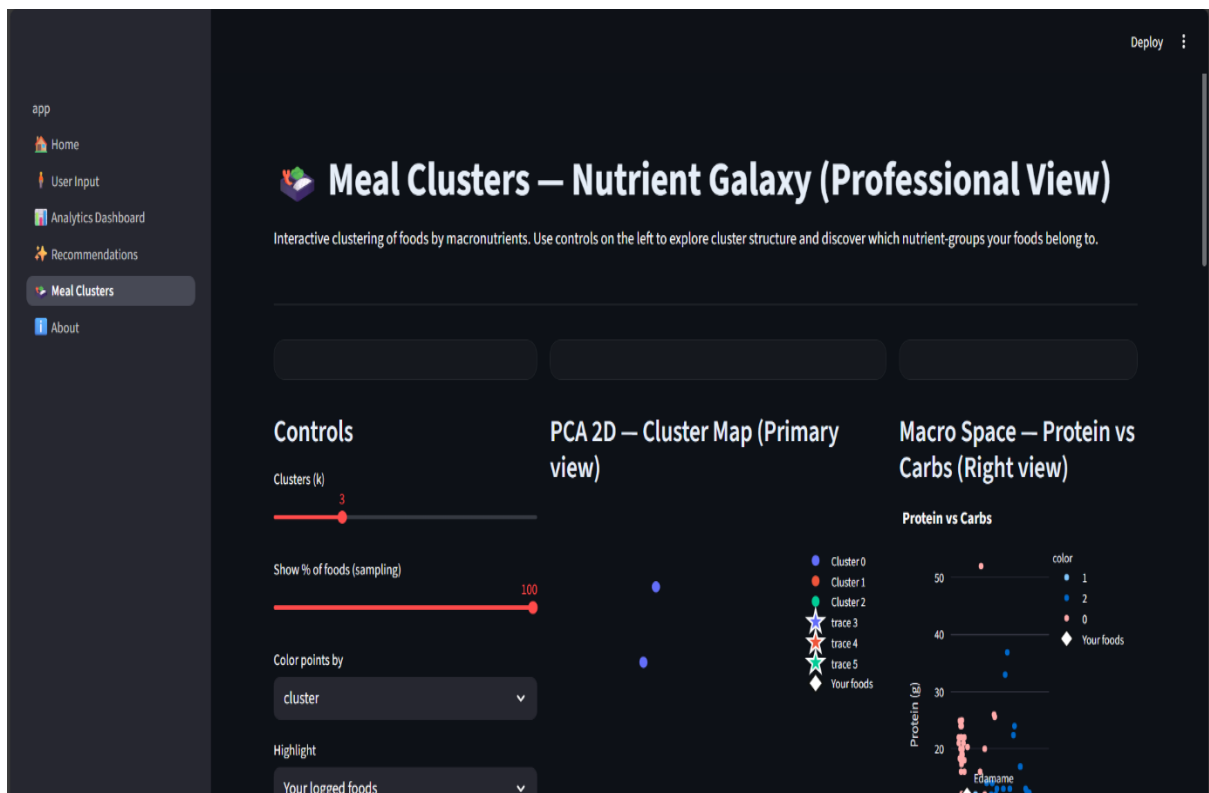 Deploy
app
Home
User Input
Analytics Dashboard
Recommendations
Meal Clusters
About
Meal Clusters — Nutrient Galaxy (Professional View)
Interactive clustering of foods by macronutrients. Use controls on the left to explore cluster structure and discover which nutrient-groups your foods belong to.
Controls
Clusters (k)
3
Show % of foods (sampling)
100
Color points by
cluster
Highlight
Your logged foods
PCA 2D — Cluster Map (Primary
view)
Cluster 0
Cluster 1
Cluster 2
trace 3
trace 4
trace 5
Your foods
Macro Space — Protein vs
Carbs (Right view)
Protein vs Carbs
color
1
2
0
Your foods
50
40
30
20
Protein (g)
Edamame